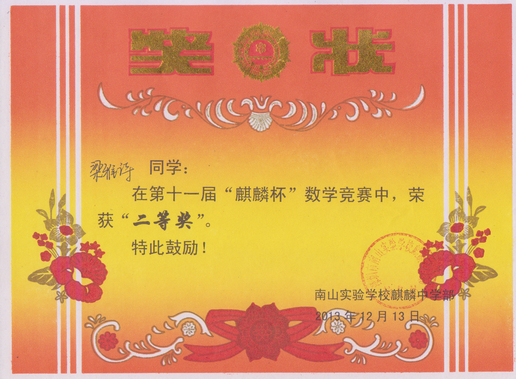 奖状
同学：
在第十一届“麒麟杯”数学竞赛中，荣
获“二等奖”。
特此鼓励！
南山实验学校麒麟中学部
2013年12月13日